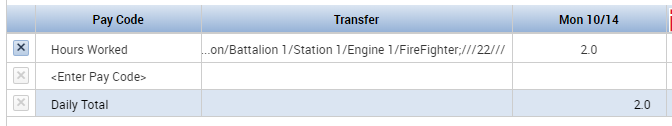 Pay Code Transfer Mon 10/14
Hours Worked ...on/Battalion 1/Station 1/Engine 1/FireFighter;///22/// 2.0
<Enter Pay Code>
Daily Total 2.0